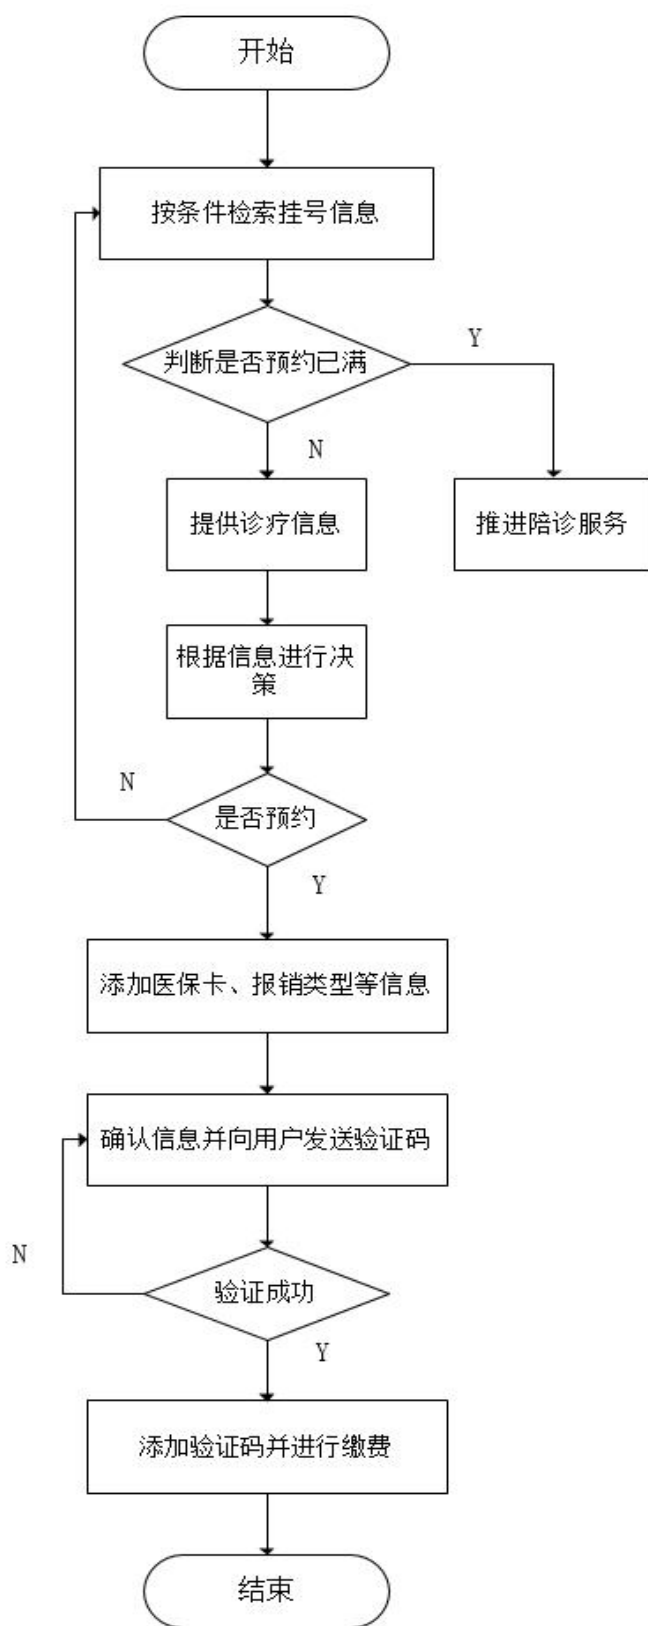 开始
按条件检索挂号信息
判断是否预约已满
Y
N
提供诊疗信息
推进陪诊服务
根据信息进行决
策
N
是否预约
Y
添加医保卡、报销类型等信息
确认信息并向用户发送验证码
N
验证成功
Y
添加验证码并进行缴费
结束